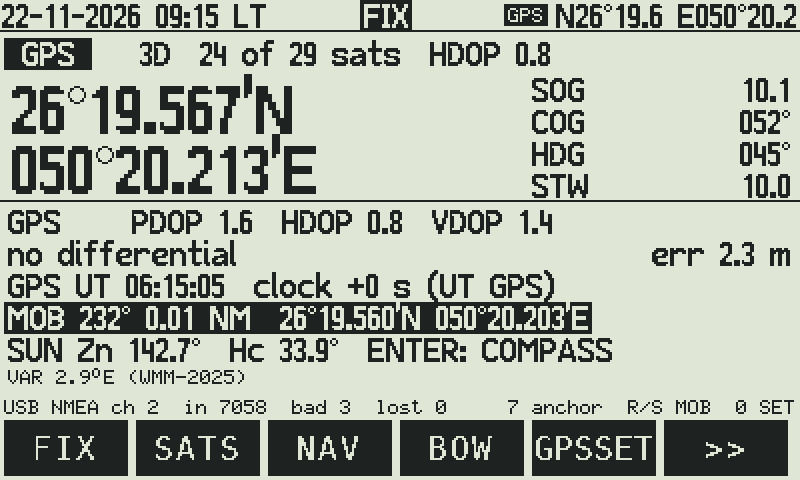 22-11-2026 09:15 LT FIX GPS N26°19.6 E050°20.2
GPS 3D 24 of 29 sats HDOP 0.8
26°19.567'N
050°20.213'E
SOG 10.1
COG 052°
HDG 045°
STW 10.0
GPS PDOP 1.6 HDOP 0.8 VDOP 1.4
no differential err 2.3 m
GPS UT 06:15:05 clock +0 s (UT GPS)
MOB 232° 0.01 NM 26°19.560'N 050°20.203'E
SUN Zn 142.7° Hc 33.9° ENTER: COMPASS
VAR 2.9°E (WMM-2025)
USB NMEA ch 2 in 7058 bad 3 lost 0 7 anchor R/S MOB 0 SET
FIX SATS NAV BOW GPSSET >>